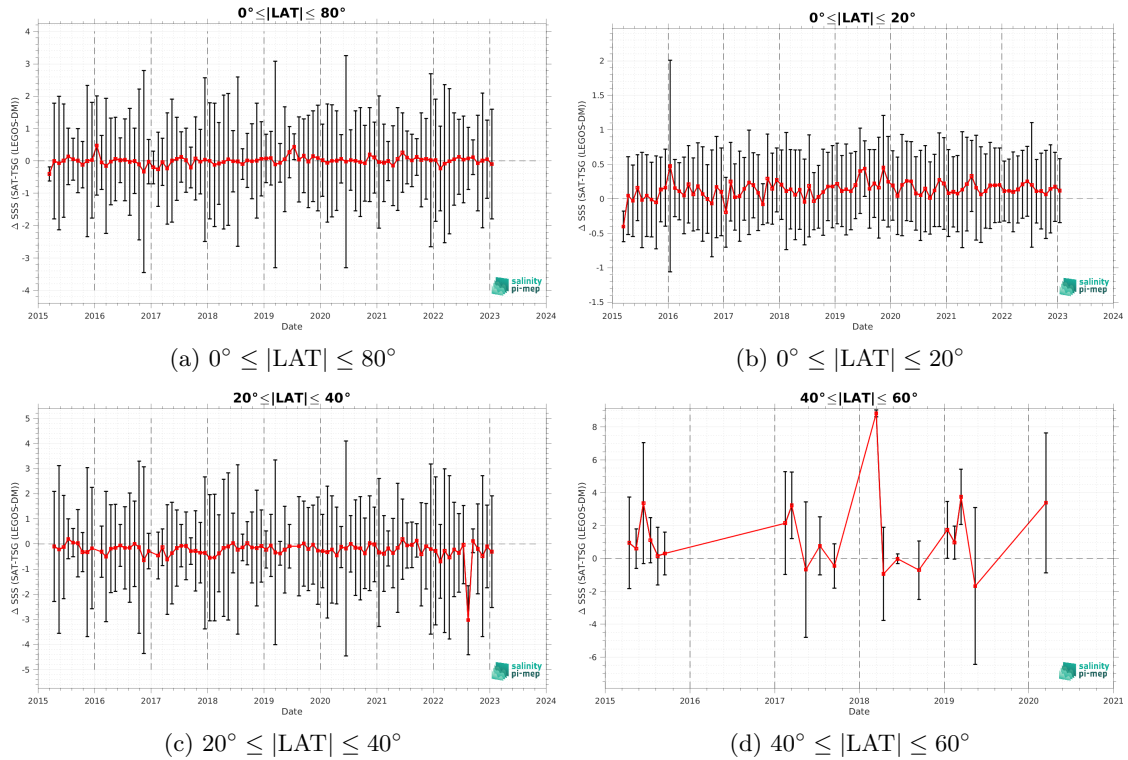 0°≤|LAT|≤ 80°
Δ SSS (SAT-TSG (LEGOS-DM))
4
3
2
1
0
-1
-2
-3
-4
2015 2016 2017 2018 2019 2020 2021 2022 2023 2024
Date
salinity
pi-mep
(a) 0° ≤ |LAT| ≤ 80°
0°≤|LAT|≤ 20°
Δ SSS (SAT-TSG (LEGOS-DM))
2
1.5
1
0.5
0
-0.5
-1
-1.5
2015 2016 2017 2018 2019 2020 2021 2022 2023 2024
Date
salinity
pi-mep
(b) 0° ≤ |LAT| ≤ 20°
20°≤|LAT|≤ 40°
Δ SSS (SAT-TSG (LEGOS-DM))
5
4
3
2
1
0
-1
-2
-3
-4
-5
2015 2016 2017 2018 2019 2020 2021 2022 2023 2024
Date
salinity
pi-mep
(c) 20° ≤ |LAT| ≤ 40°
40°≤|LAT|≤ 60°
Δ SSS (SAT-TSG (LEGOS-DM))
8
6
4
2
0
-2
-4
-6
2015 2016 2017 2018 2019 2020 2021
Date
salinity
pi-mep
(d) 40° ≤ |LAT| ≤ 60°